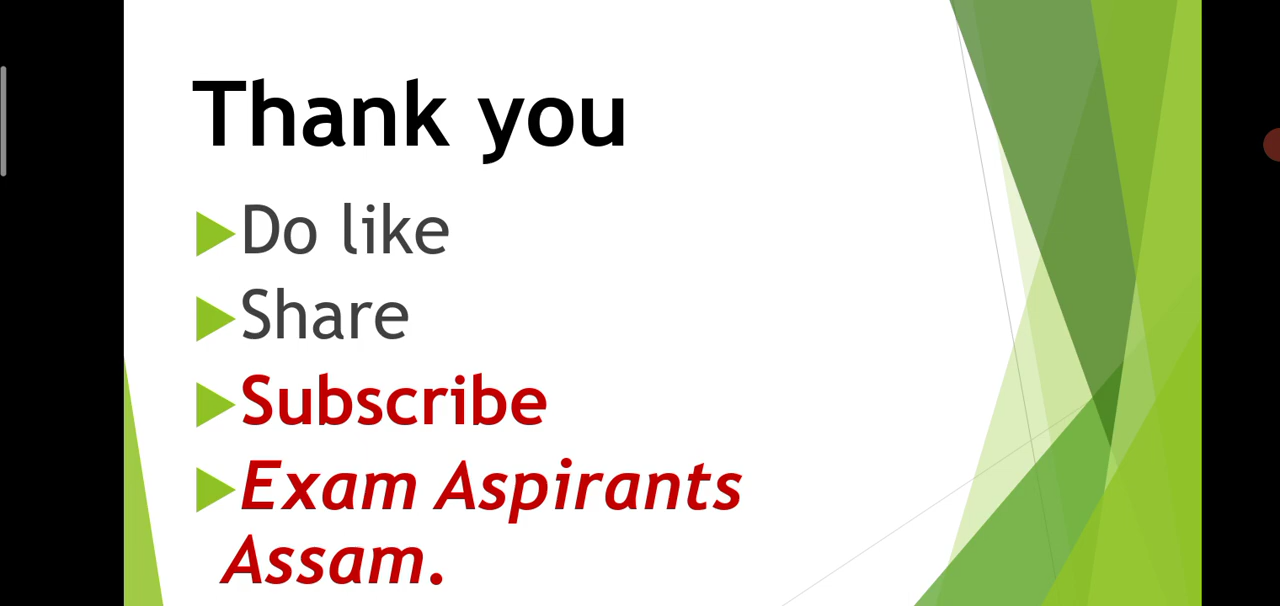 Thank you
Do like
Share
Subscribe
Exam Aspirants
Assam.